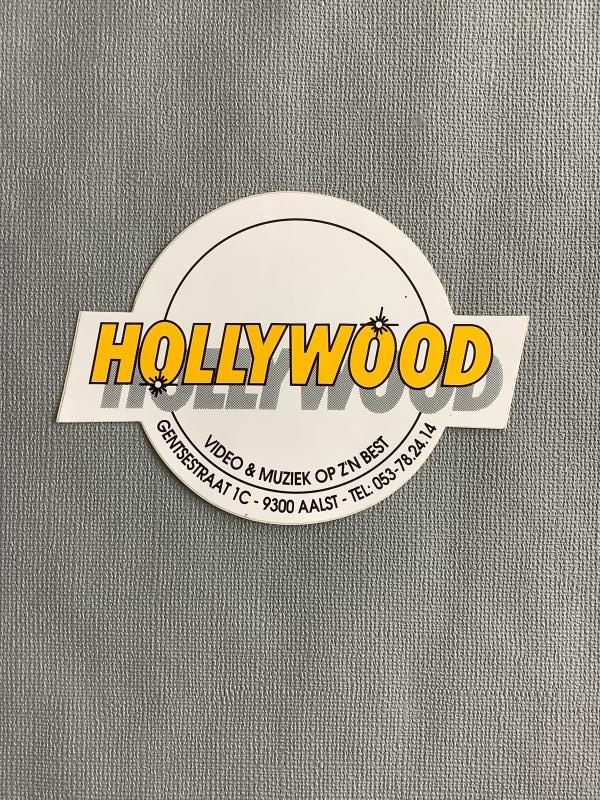 HOLLYWOOD
VIDEO & MUZIEK OP Z'N BEST
GENTSESTRAAT 1C - 9300 AALST - TEL: 053-78.24.14